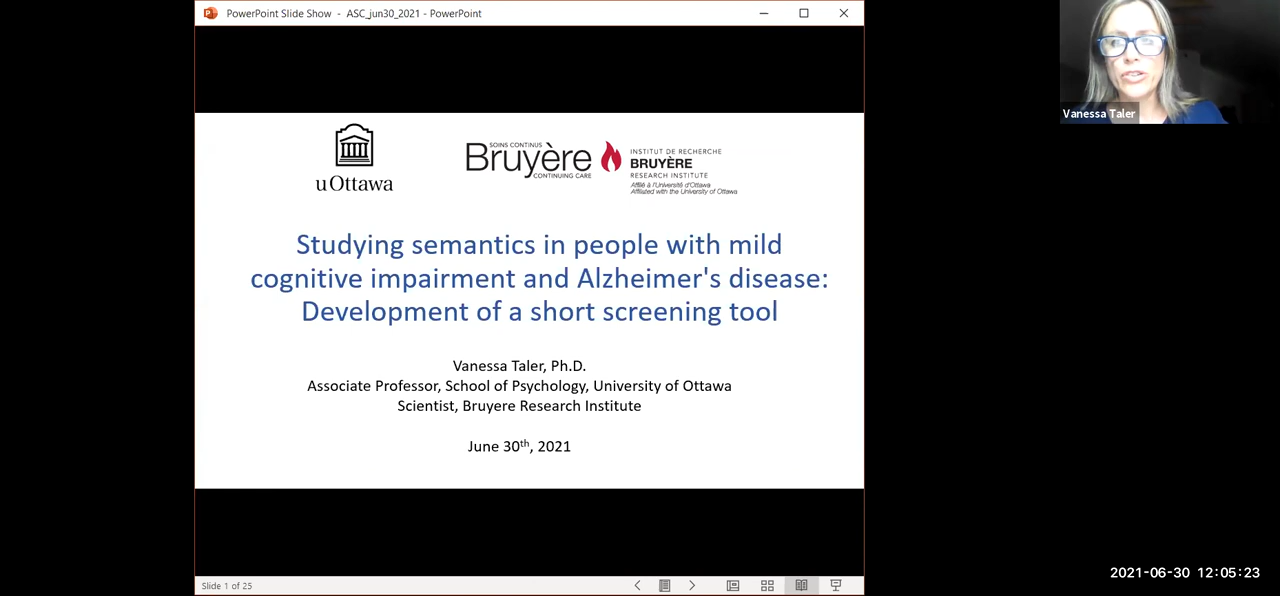 PowerPoint Slide Show - ASC_jun30_2021 - PowerPoint
Vanessa Taler
uOttawa
SOINS CONTINUS
Bruyère
CONTINUING CARE
INSTITUT DE RECHERCHE
BRUYÈRE
RESEARCH INSTITUTE
Affilié à l'Université d'Ottawa
Affiliated with the University of Ottawa
Studying semantics in people with mild
cognitive impairment and Alzheimer's disease:
Development of a short screening tool
Vanessa Taler, Ph.D.
Associate Professor, School of Psychology, University of Ottawa
Scientist, Bruyere Research Institute
June 30th, 2021
Slide 1 of 25
2021-06-30 12:05:23